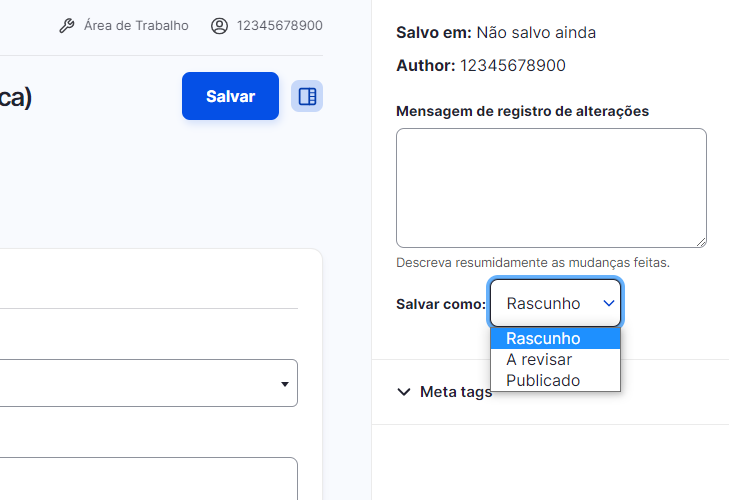 Área de Trabalho
12345678900
ca)
Salvar
Salvo em: Não salvo ainda
Author: 12345678900
Mensagem de registro de alterações
Descreva resumidamente as mudanças feitas.
Salvar como: Rascunho
Rascunho
A revisar
Publicado
Meta tags